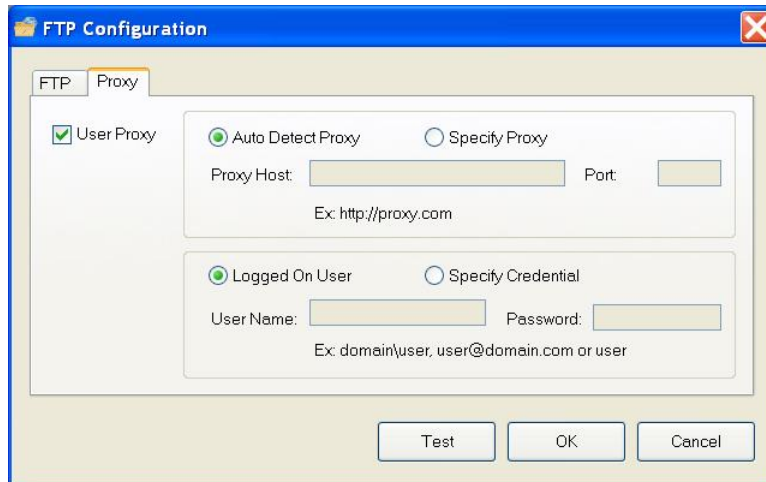 FTP Configuration
FTP Proxy
User Proxy
Auto Detect Proxy Specify Proxy
Proxy Host: Port:
Ex: http://proxy.com
Logged On User Specify Credential
User Name: Password:
Ex: domain\user, user@domain.com or user
Test OK Cancel